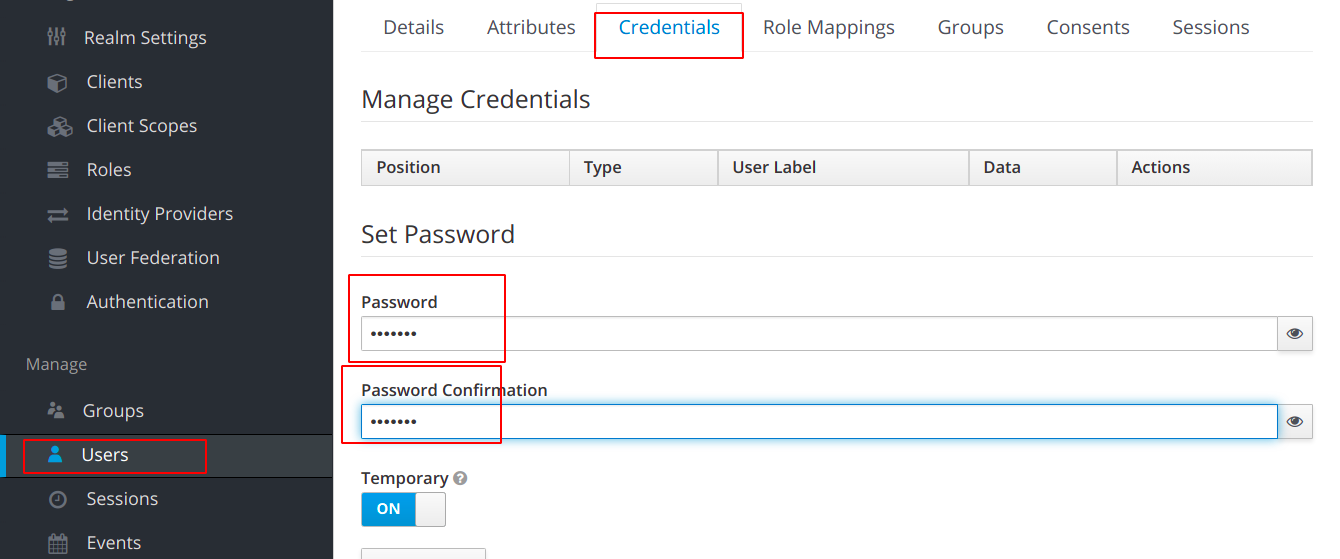 Realm Settings
Clients
Client Scopes
Roles
Identity Providers
User Federation
Authentication
Manage
Groups
Users
Sessions
Events
Details Attributes Credentials Role Mappings Groups Consents Sessions
Manage Credentials
Position Type User Label Data Actions
Set Password
Password
•••••••
Password Confirmation
•••••••
Temporary
ON